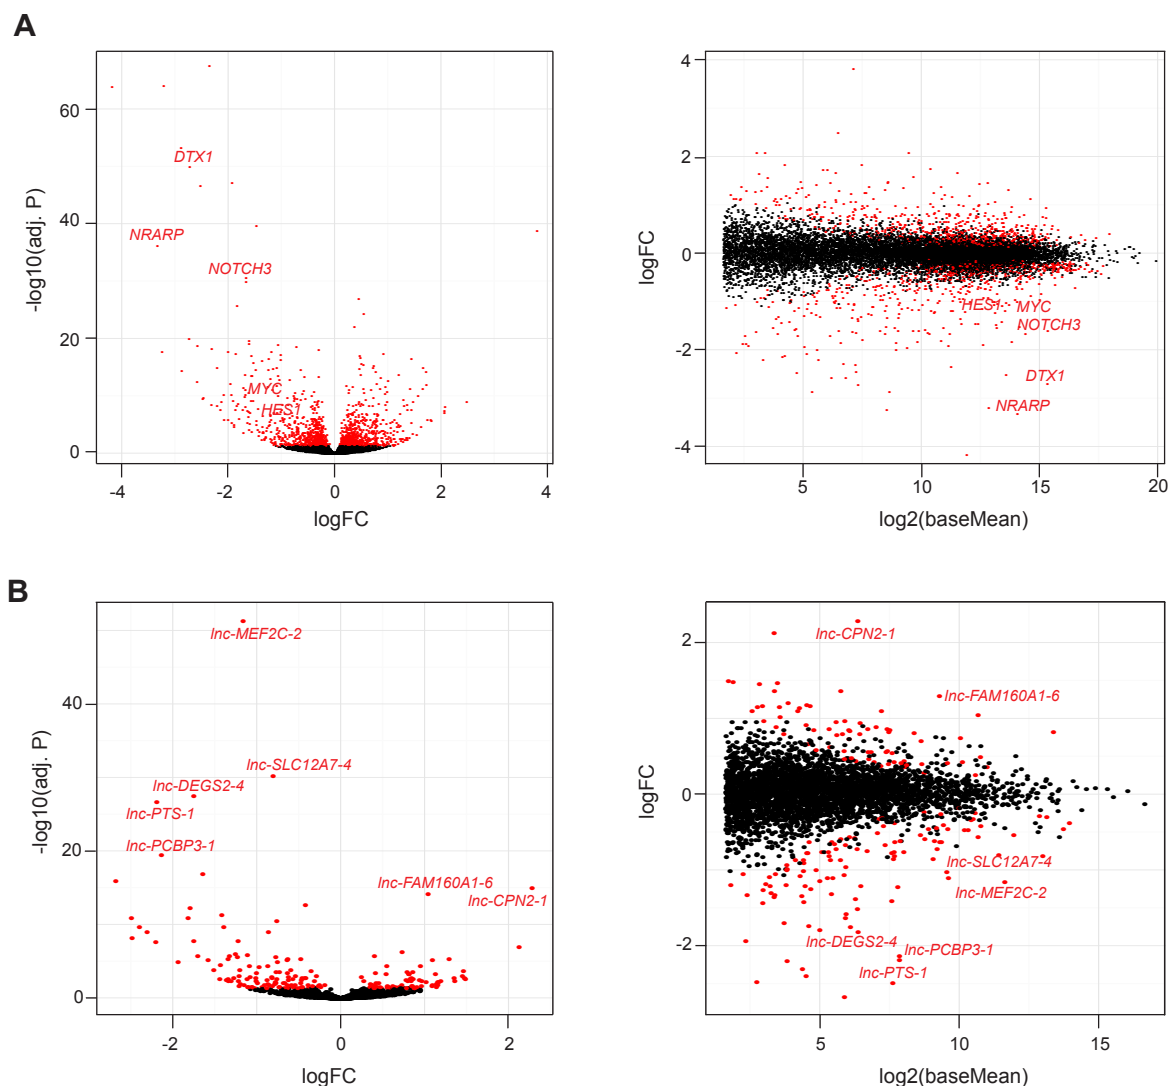 A
60
40
20
0
-log10(adj. P)
DTX1
NRARP
NOTCH3
MYC
HES1
-4
-2
0
2
4
logFC
4
2
0
-2
-4
logFC
HES1
MYC
NOTCH3
DTX1
NRARP
5
10
15
20
log2(baseMean)
B
40
20
0
-log10(adj. P)
lnc-MEF2C-2
lnc-SLC12A7-4
lnc-DEGS2-4
lnc-PTS-1
lnc-PCBP3-1
lnc-FAM160A1-6
lnc-CPN2-1
-2
0
2
logFC
2
0
-2
logFC
lnc-CPN2-1
lnc-FAM160A1-6
lnc-SLC12A7-4
lnc-MEF2C-2
lnc-DEGS2-4
lnc-PCBP3-1
lnc-PTS-1
5
10
15
log2(baseMean)